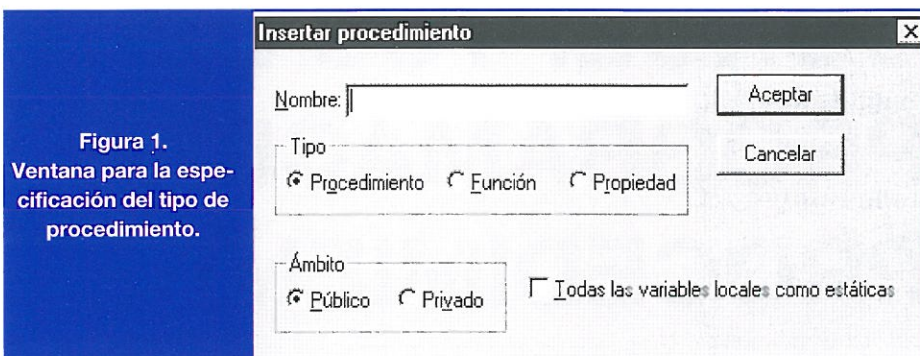 Figura 1.
Ventana para la espe-
cificación del tipo de
procedimiento.
Insertar procedimiento
Nombre:
Aceptar
Cancelar
Tipo
Procedimiento Función Propiedad
Ámbito
Público Privado
Todas las variables locales como estáticas